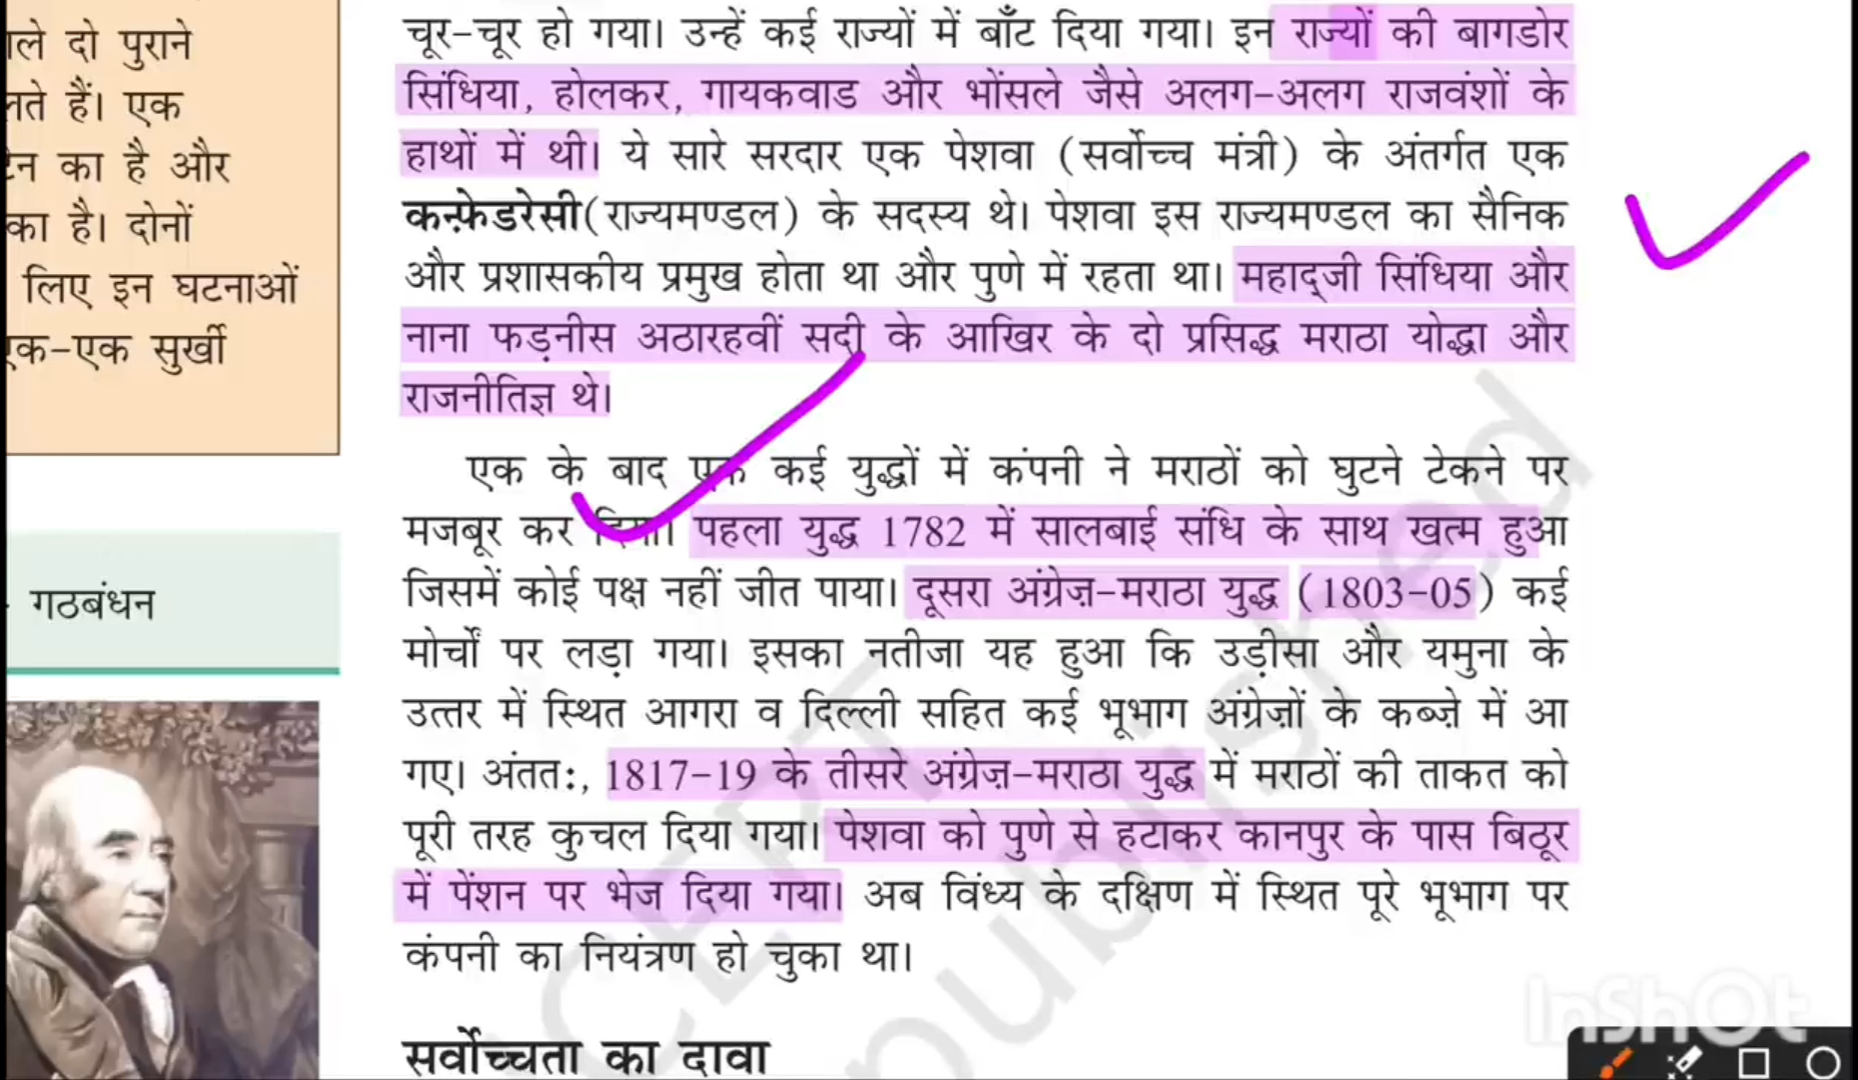 ले दो पुराने
लते हैं। एक
का है और
का है। दोनों
लिए इन घटनाओं
एक-एक सुर्खी
गठबंधन
चूर-चूर हो गया। उन्हें कई राज्यों में बाँट दिया गया। इन राज्यों की बागडोर
सिंधिया, होलकर, गायकवाड और भोंसले जैसे अलग-अलग राजवंशों के
हाथों में थी। ये सारे सरदार एक पेशवा (सर्वोच्च मंत्री) के अंतर्गत एक
कन्फ़ेडरेसी(राज्यमण्डल) के सदस्य थे। पेशवा इस राज्यमण्डल का सैनिक
और प्रशासकीय प्रमुख होता था और पुणे में रहता था। महाद्जी सिंधिया और
नाना फड़नीस अठारहवीं सदी के आखिर के दो प्रसिद्ध मराठा योद्धा और
राजनीतिज्ञ थे।
एक के बाद एक कई युद्धों में कंपनी ने मराठों को घुटने टेकने पर
मजबूर कर दिया। पहला युद्ध 1782 में सालबाई संधि के साथ खत्म हुआ
जिसमें कोई पक्ष नहीं जीत पाया। दूसरा अंग्रेज़-मराठा युद्ध (1803-05) कई
मोर्चों पर लड़ा गया। इसका नतीजा यह हुआ कि उड़ीसा और यमुना के
उत्तर में स्थित आगरा व दिल्ली सहित कई भूभाग अंग्रेज़ों के कब्ज़े में आ
गए। अंततः, 1817-19 के तीसरे अंग्रेज़-मराठा युद्ध में मराठों की ताकत को
पूरी तरह कुचल दिया गया। पेशवा को पुणे से हटाकर कानपुर के पास बिठूर
में पेंशन पर भेज दिया गया। अब विंध्य के दक्षिण में स्थित पूरे भूभाग पर
कंपनी का नियंत्रण हो चुका था।
सर्वोच्चता का दावा
InShOt